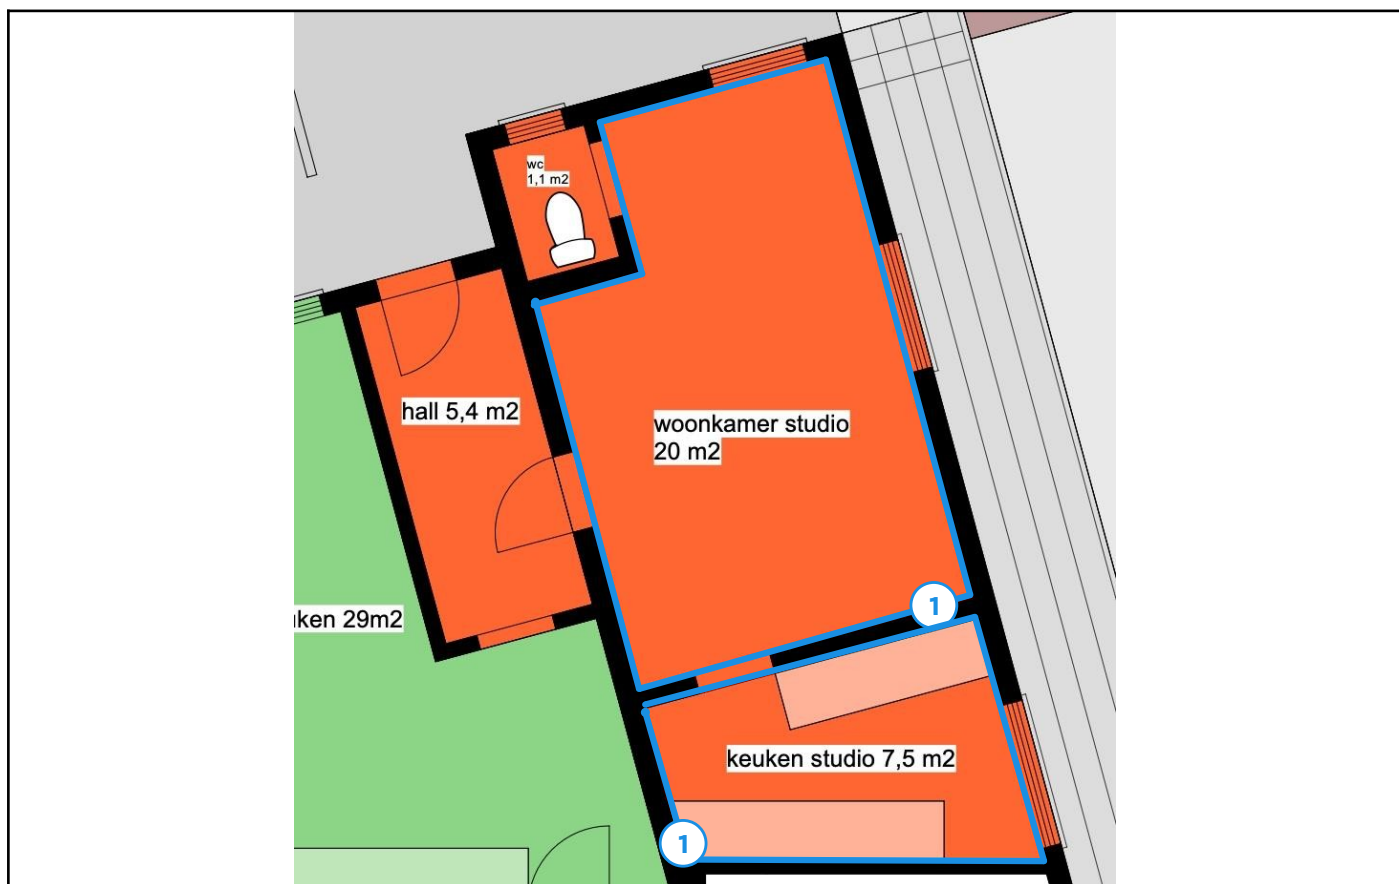 wc
1,1 m2
hall 5,4 m2
woonkamer studio
20 m2
1
uken 29m2
keuken studio 7,5 m2
1